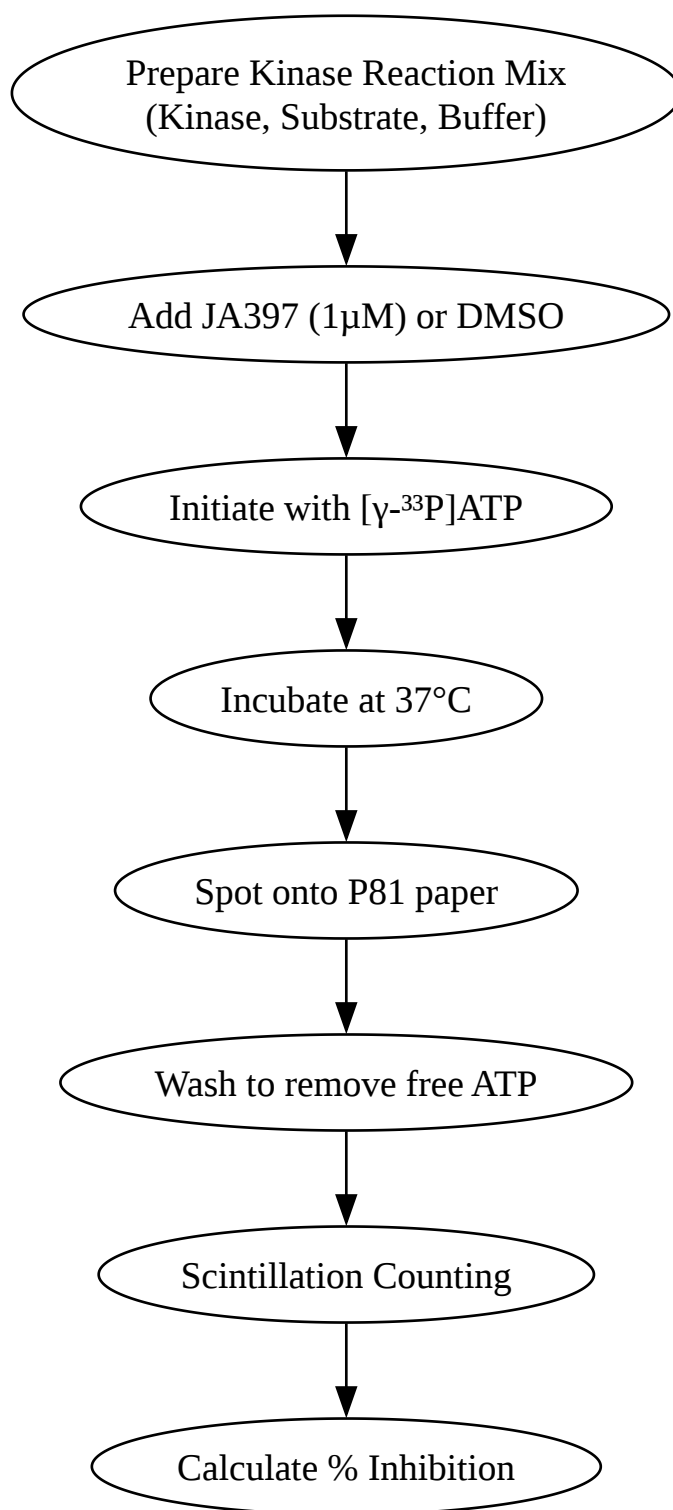 Prepare Kinase Reaction Mix
(Kinase, Substrate, Buffer)
Add JA397 (1µM) or DMSO
Initiate with [γ-³³P]ATP
Incubate at 37°C
Spot onto P81 paper
Wash to remove free ATP
Scintillation Counting
Calculate % Inhibition